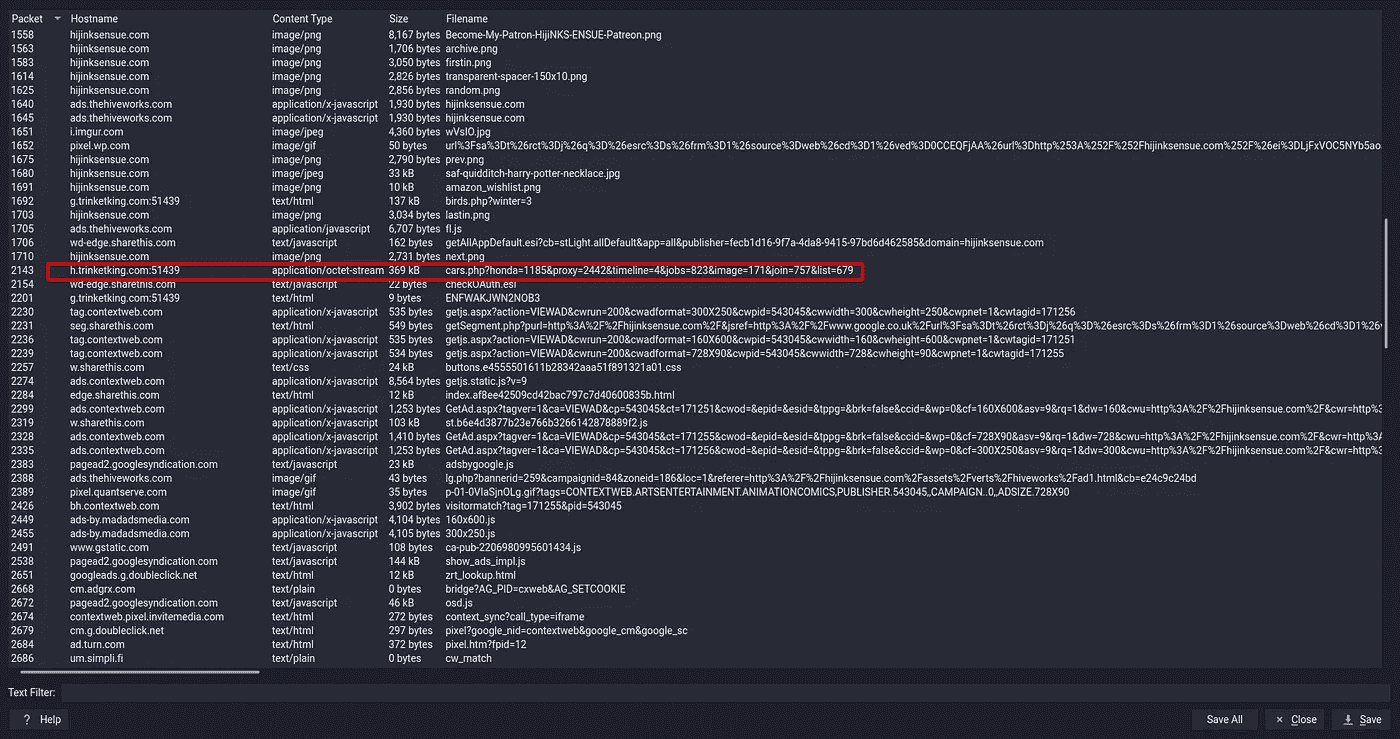 Packet Hostname Content Type Size Filename
1558 hijinksensue.com image/png 8,167 bytes Become-My-Patron-HijiNKS-ENSUE-Patreon.png
1563 hijinksensue.com image/png 1,706 bytes archive.png
1583 hijinksensue.com image/png 3,050 bytes firstin.png
1614 hijinksensue.com image/png 2,826 bytes transparent-spacer-150x10.png
1625 hijinksensue.com image/png 2,856 bytes random.png
1640 ads.thehiveworks.com application/x-javascript 1,930 bytes hijinksensue.com
1645 ads.thehiveworks.com application/x-javascript 1,930 bytes hijinksensue.com
1651 i.imgur.com image/jpeg 4,360 bytes wVsIO.jpg
1652 pixel.wp.com image/gif 50 bytes url%3Fsa%3Dt%26rct%3Dj%26q%3D%26esrc%3Ds%26frm%3D1%26source%3Dweb%26cd%3D1%26ved%3D0CCEQFjAA%26url%3Dhttp%253A%252F%252Fhijinksensue.com%252F%26ei%3DLjFxVOC5NYb5ao
1675 hijinksensue.com image/png 2,790 bytes prev.png
1680 hijinksensue.com image/jpeg 33 kB saf-quidditch-harry-potter-necklace.jpg
1691 hijinksensue.com image/png 10 kB amazon_wishlist.png
1692 g.trinketking.com:51439 text/html 137 kB birds.php?winter=3
1703 hijinksensue.com image/png 3,034 bytes lastin.png
1705 ads.thehiveworks.com application/javascript 6,707 bytes fl.js
1706 wd-edge.sharethis.com text/javascript 162 bytes getAllAppDefault.esi?cb=stLight.allDefault&app=all&publisher=fecb1d16-9f7a-4da8-9415-97bd6d462585&domain=hijinksensue.com
1710 hijinksensue.com image/png 2,731 bytes next.png
2143 h.trinketking.com:51439 application/octet-stream 369 kB cars.php?honda=1185&proxy=2442&timeline=4&jobs=823&image=171&join=757&list=679
2154 wd-edge.sharethis.com text/javascript 22 bytes checkOAuth.esi
2201 g.trinketking.com:51439 text/html 9 bytes ENFWAKJWN2NOB3
2230 tag.contextweb.com application/x-javascript 535 bytes getjs.aspx?action=VIEWAD&cwrun=200&cwadformat=300X250&cwpid=543045&cwwidth=300&cwheight=250&cwpnet=1&cwtagid=171256
2231 seg.sharethis.com text/html 549 bytes getSegment.php?purl=http%3A%2F%2Fhijinksensue.com%2F&jsref=http%3A%2F%2Fwww.google.co.uk%2Furl%3Fsa%3Dt%26rct%3Dj%26q%3D%26esrc%3Ds%26frm%3D1%26source%3Dweb%26cd%3D1%26v
2236 tag.contextweb.com application/x-javascript 535 bytes getjs.aspx?action=VIEWAD&cwrun=200&cwadformat=160X600&cwpid=543045&cwwidth=160&cwheight=600&cwpnet=1&cwtagid=171251
2239 tag.contextweb.com application/x-javascript 534 bytes getjs.aspx?action=VIEWAD&cwrun=200&cwadformat=728X90&cwpid=543045&cwwidth=728&cwheight=90&cwpnet=1&cwtagid=171255
2257 w.sharethis.com text/css 24 kB buttons.e4555501611b28342aaa51f891321a01.css
2274 ads.contextweb.com application/x-javascript 8,564 bytes getjs.static.js?v=9
2284 edge.sharethis.com text/html 12 kB index.af8ee42509cd42bac797c7d40600835b.html
2299 ads.contextweb.com application/x-javascript 1,253 bytes GetAd.aspx?tagver=1&ca=VIEWAD&cp=543045&ct=171251&cwod=&epid=&esid=&tppg=&brk=false&ccid=&wp=0&cf=160X600&asv=9&rq=1&dw=160&cwu=http%3A%2F%2Fhijinksensue.com%2F&cwr=http%3
2319 w.sharethis.com application/x-javascript 103 kB st.b6e4d3877b23e766b3266142878889f2.js
2328 ads.contextweb.com application/x-javascript 1,410 bytes GetAd.aspx?tagver=1&ca=VIEWAD&cp=543045&ct=171255&cwod=&epid=&esid=&tppg=&brk=false&ccid=&wp=0&cf=728X90&asv=9&rq=1&dw=728&cwu=http%3A%2F%2Fhijinksensue.com%2F&cwr=http%3A
2335 ads.contextweb.com application/x-javascript 1,253 bytes GetAd.aspx?tagver=1&ca=VIEWAD&cp=543045&ct=171256&cwod=&epid=&esid=&tppg=&brk=false&ccid=&wp=0&cf=300X250&asv=9&rq=1&dw=300&cwu=http%3A%2F%2Fhijinksensue.com%2F&cwr=http%3
2383 pagead2.googlesyndication.com text/javascript 23 kB adsbygoogle.js
2388 ads.thehiveworks.com image/gif 43 bytes lg.php?bannerid=259&campaignid=84&zoneid=186&loc=1&referer=http%3A%2F%2Fhijinksensue.com%2Fassets%2Fverts%2Fhiveworks%2Fad1.html&cb=e24c9c24bd
2389 pixel.quantserve.com image/gif 35 bytes p-01-0VIaSjnOLg.gif?tags=CONTEXTWEB.ARTSENTERTAINMENT.ANIMATIONCOMICS,PUBLISHER.543045,,CAMPAIGN..0,,ADSIZE.728X90
2426 bh.contextweb.com text/html 3,902 bytes visitormatch?tag=171255&pid=543045
2449 ads-by.madadsmedia.com application/x-javascript 4,104 bytes 160x600.js
2455 ads-by.madadsmedia.com application/x-javascript 4,105 bytes 300x250.js
2491 www.gstatic.com text/javascript 108 bytes ca-pub-2206980995601434.js
2538 pagead2.googlesyndication.com text/javascript 144 kB show_ads_impl.js
2651 googleads.g.doubleclick.net text/html 12 kB zrt_lookup.html
2668 cm.adgrx.com text/plain 0 bytes bridge?AG_PID=cxweb&AG_SETCOOKIE
2672 pagead2.googlesyndication.com text/javascript 46 kB osd.js
2674 contextweb.pixel.invitemedia.com text/html 272 bytes context_sync?call_type=iframe
2679 cm.g.doubleclick.net text/html 297 bytes pixel?google_nid=contextweb&google_cm&google_sc
2684 ad.turn.com text/html 372 bytes pixel.htm?fpid=12
2686 um.simpli.fi text/plain 0 bytes cw_match
Text Filter:
? Help Save All × Close Save